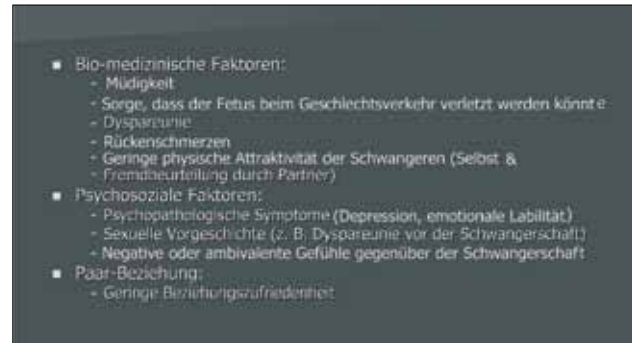 ▪ Bio-medizinische Faktoren:
- Müdigkeit
- Sorge, dass der Fetus beim Geschlechtsverkehr verletzt werden könnte
- Dyspareunie
- Rückenschmerzen
- Geringe physische Attraktivität der Schwangeren (Selbst &
- Fremdbeurteilung durch Partner)
▪ Psychosoziale Faktoren:
- Psychopathologische Symptome (Depression, emotionale Labilität)
- Sexuelle Vorgeschichte (z. B. Dyspareunie vor der Schwangerschaft)
- Negative oder ambivalente Gefühle gegenüber der Schwangerschaft
▪ Paar-Beziehung:
- Geringe Beziehungszufriedenheit